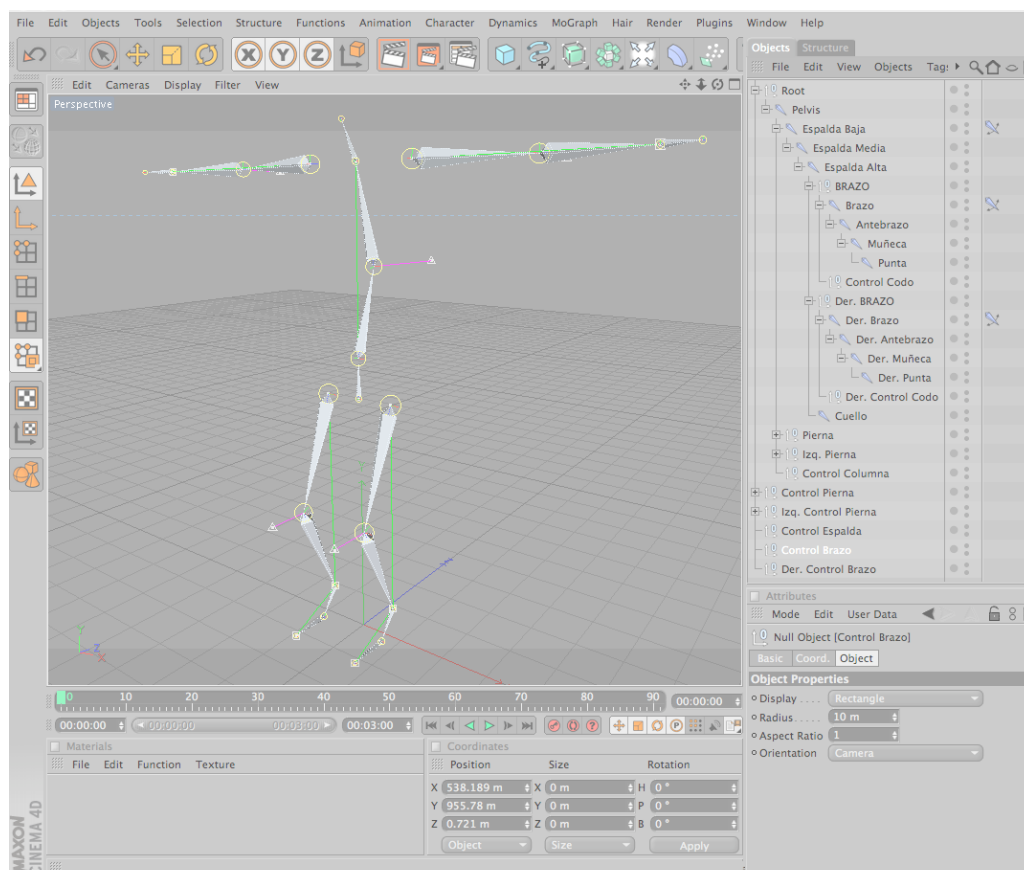 File Edit Objects Tools Selection Structure Functions Animation Character Dynamics MoGraph Hair Render Plugins Window Help
X Y Z
Objects Structure
File Edit View Objects Tag:
Edit Cameras Display Filter View
Perspective
Root
Pelvis
Espalda Baja
Espalda Media
Espalda Alta
BRAZO
Brazo
Antebrazo
Muñeca
Punta
Control Codo
Der. BRAZO
Der. Brazo
Der. Antebrazo
Der. Muñeca
Der. Punta
Der. Control Codo
Cuello
Pierna
Izq. Pierna
Control Columna
Control Pierna
Izq. Control Pierna
Control Espalda
Control Brazo
Der. Control Brazo
Y Z X
Attributes
Mode Edit User Data
Null Object [Control Brazo]
Basic Coord. Object
Object Properties
Display . . . . Rectangle
Radius. . . . . 10 m
Aspect Ratio 1
Orientation Camera
0 10 20 30 40 50 60 70 80 90 00:00:00
00:00:00 00:00:00 00:03:00 00:03:00
Materials
File Edit Function Texture
Coordinates
Position Size Rotation
X 538.189 m X 0 m H 0 °
Y 955.78 m Y 0 m P 0 °
Z 0.721 m Z 0 m B 0 °
Object Size Apply
MAXON
CINEMA 4D